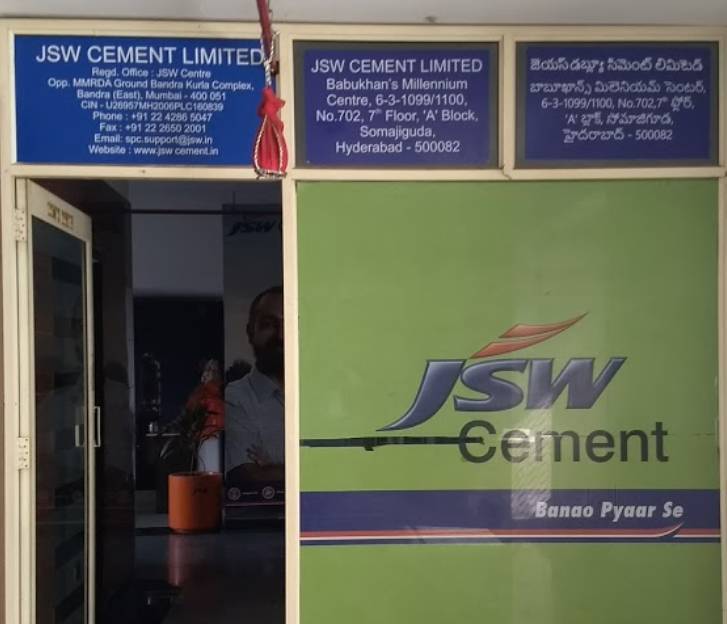 JSW CEMENT LIMITED
Regd. Office : JSW Centre
Opp. MMRDA Ground Bandra Kurla Complex,
Bandra (East), Mumbai - 400 051
CIN - U26957MH2006PLC160839
Phone : +91 22 4286 5047
Fax : +91 22 2650 2001
Email: spc.support@jsw.in
Website : www.jsw cement.in
JSW CEMENT LIMITED
Babukhan's Millennium
Centre, 6-3-1099/1100,
No.702, 7th Floor, 'A' Block,
Somajiguda,
Hyderabad - 500082
జెయస్‌డబ్ల్యూ సిమెంట్ లిమిటెడ్
బాబూఖాన్స్ మిలెనియమ్ సెంటర్,
6-3-1099/1100, No.702,7th ఫ్లోర్,
'A' బ్లాక్, సోమాజిగూడ,
హైదరాబాద్ - 500082
JSW
JSW
Cement
Banao Pyaar Se